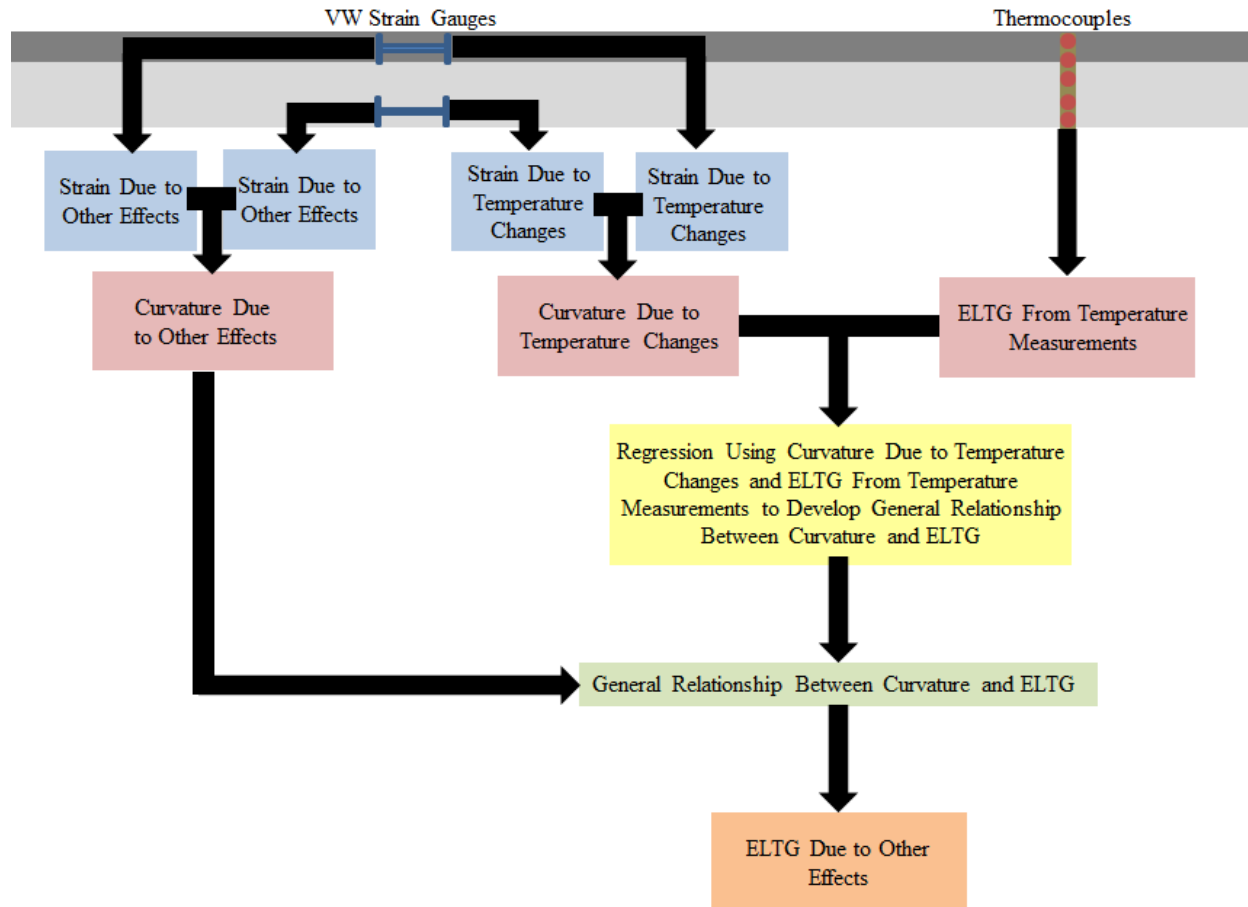 VW Strain Gauges
Thermocouples
Strain Due to
Other Effects
Strain Due to
Other Effects
Strain Due to
Temperature
Changes
Strain Due to
Temperature
Changes
Curvature Due
to Other Effects
Curvature Due to
Temperature Changes
ELTG From Temperature
Measurements
Regression Using Curvature Due to Temperature
Changes and ELTG From Temperature
Measurements to Develop General Relationship
Between Curvature and ELTG
General Relationship Between Curvature and ELTG
ELTG Due to Other
Effects